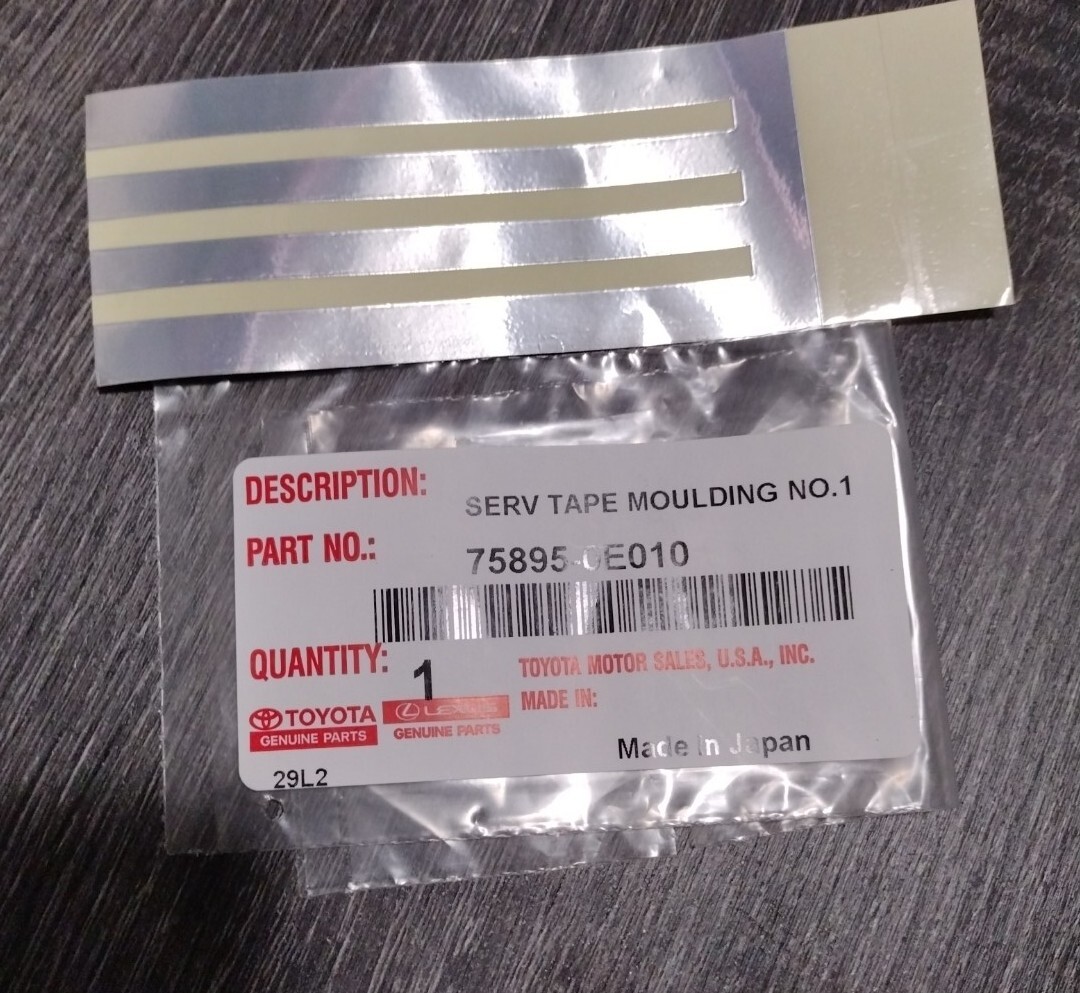 DESCRIPTION:
SERV TAPE MOULDING NO.1
PART NO.:
75895-0E010
QUANTITY:
1
TOYOTA MOTOR SALES, U.S.A., INC.
MADE IN:
TOYOTA
GENUINE PARTS
LEXUS
GENUINE PARTS
Made In Japan
29L2